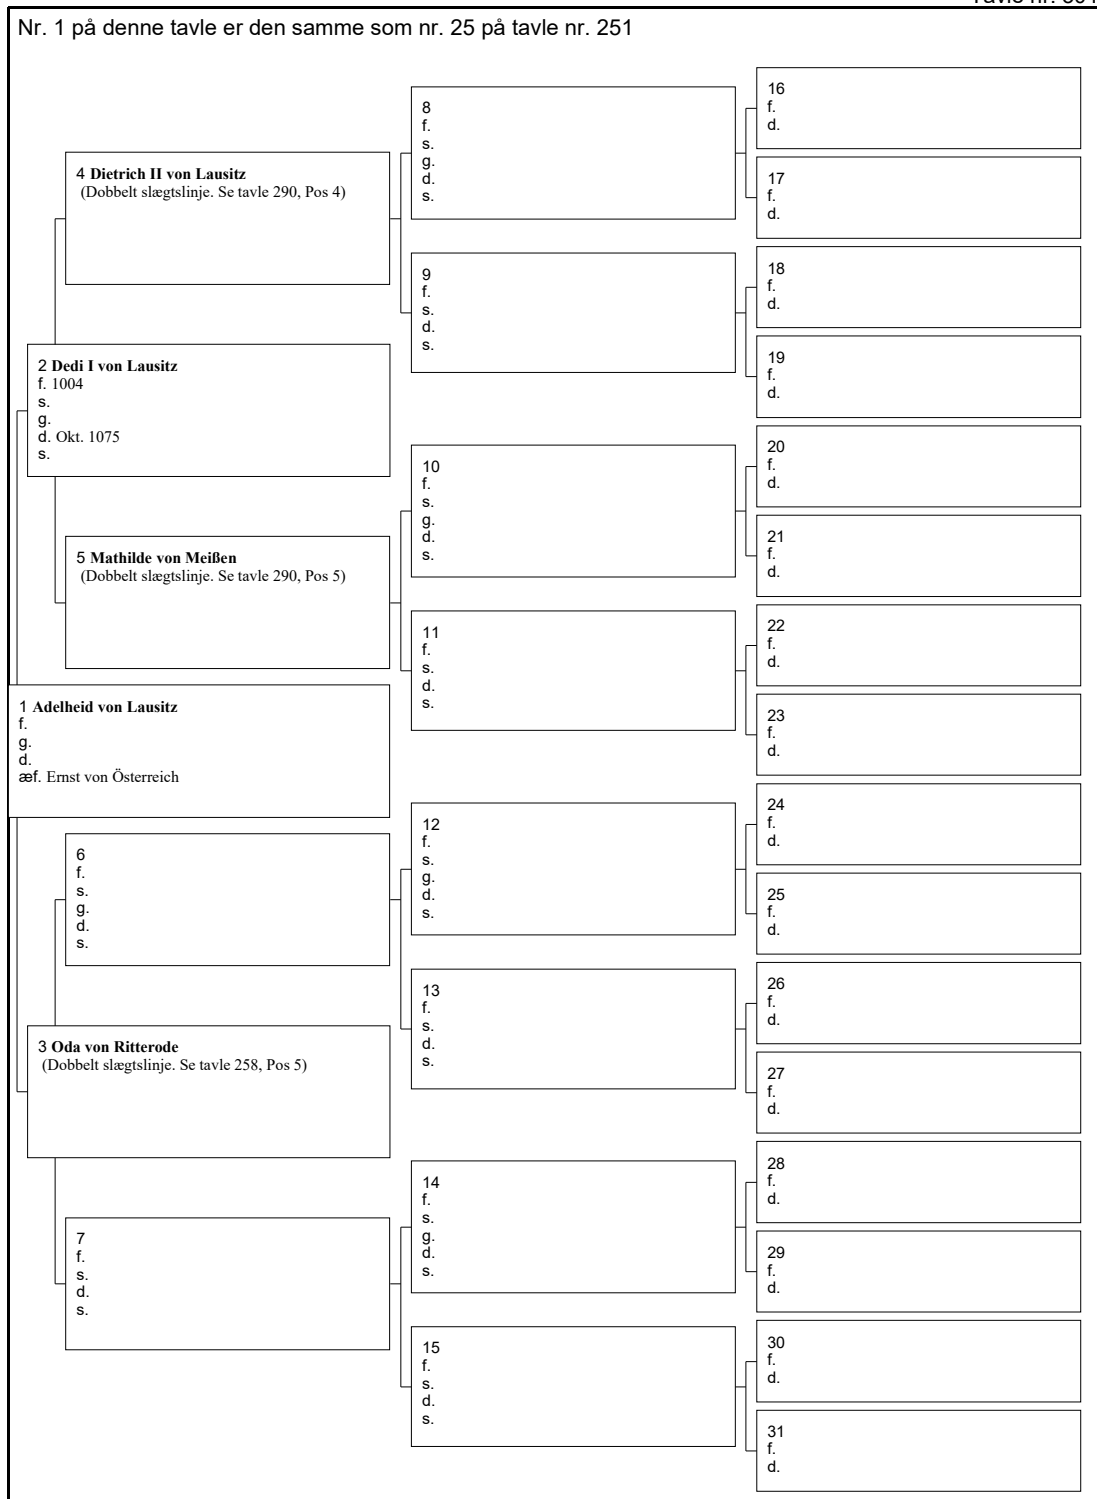 Nr. 1 på denne tavle er den samme som nr. 25 på tavle nr. 251
1 Adelheid von Lausitz
f.
g.
d.
æf. Ernst von Österreich
2 Dedi I von Lausitz
f. 1004
s.
g.
d. Okt. 1075
s.
3 Oda von Ritterode
(Dobbelt slægtslinje. Se tavle 258, Pos 5)
4 Dietrich II von Lausitz
(Dobbelt slægtslinje. Se tavle 290, Pos 4)
5 Mathilde von Meißen
(Dobbelt slægtslinje. Se tavle 290, Pos 5)
6
f.
s.
g.
d.
s.
7
f.
s.
d.
s.
8
f.
s.
g.
d.
s.
9
f.
s.
d.
s.
10
f.
s.
g.
d.
s.
11
f.
s.
d.
s.
12
f.
s.
g.
d.
s.
13
f.
s.
d.
s.
14
f.
s.
g.
d.
s.
15
f.
s.
d.
s.
16
f.
d.
17
f.
d.
18
f.
d.
19
f.
d.
20
f.
d.
21
f.
d.
22
f.
d.
23
f.
d.
24
f.
d.
25
f.
d.
26
f.
d.
27
f.
d.
28
f.
d.
29
f.
d.
30
f.
d.
31
f.
d.